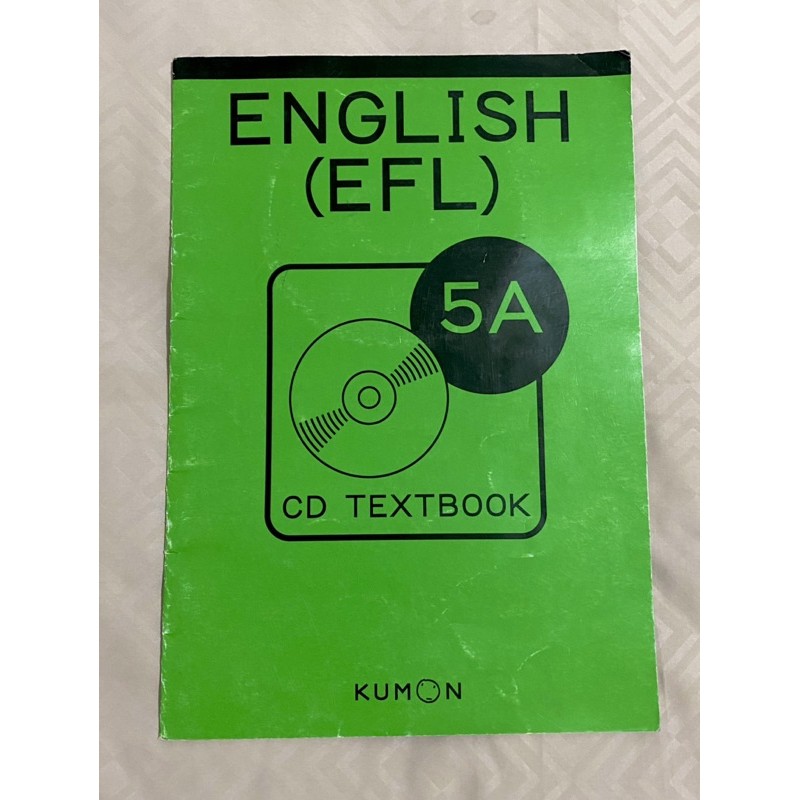 ENGLISH
(EFL)
5A
CD TEXTBOOK
KUMON